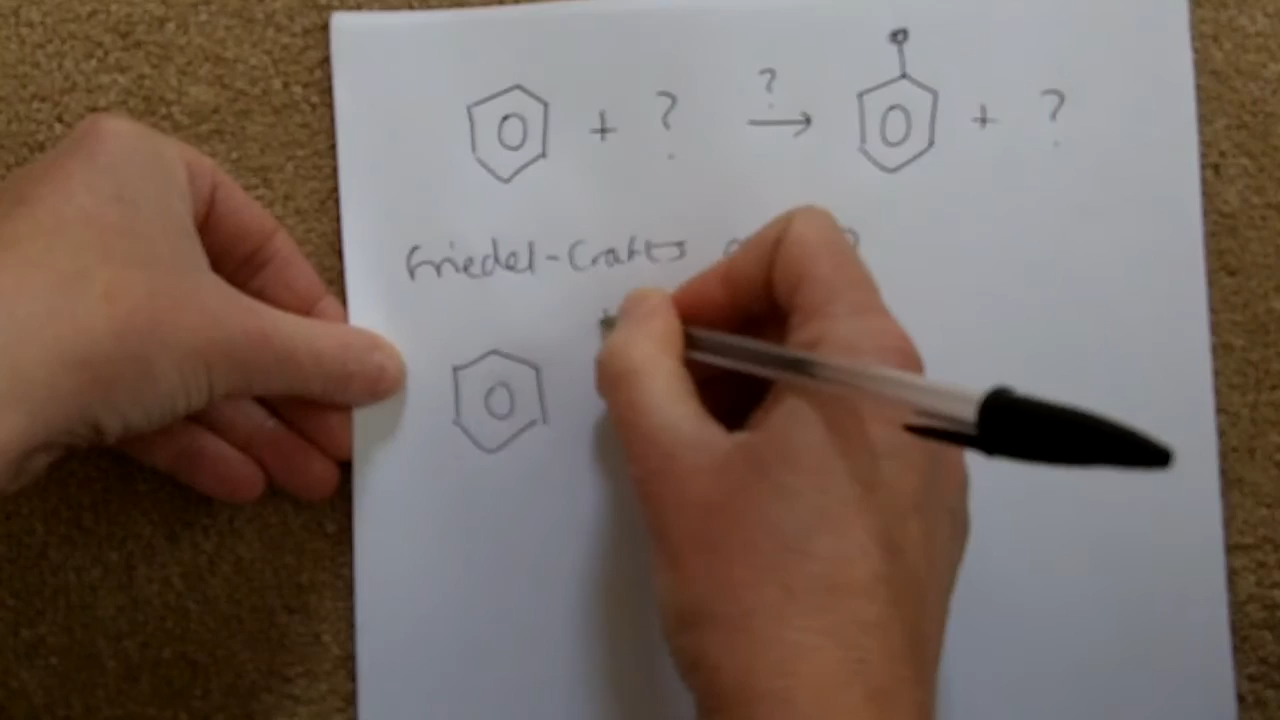 + ? ? → + ?
Friedel-Crafts